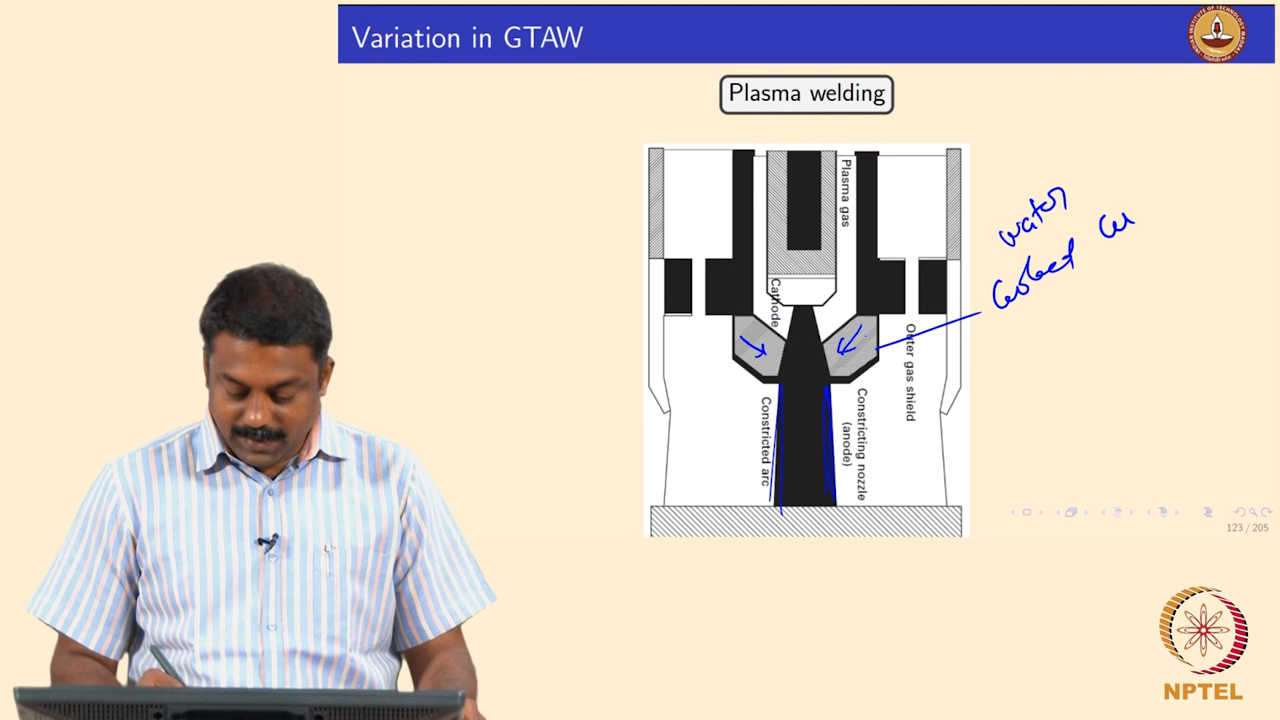 Variation in GTAW
Plasma welding
Plasma gas
Cathode
Outer gas shield
Constricted arc
Constricting nozzle
(anode)
water
Cu
123 / 205
NPTEL